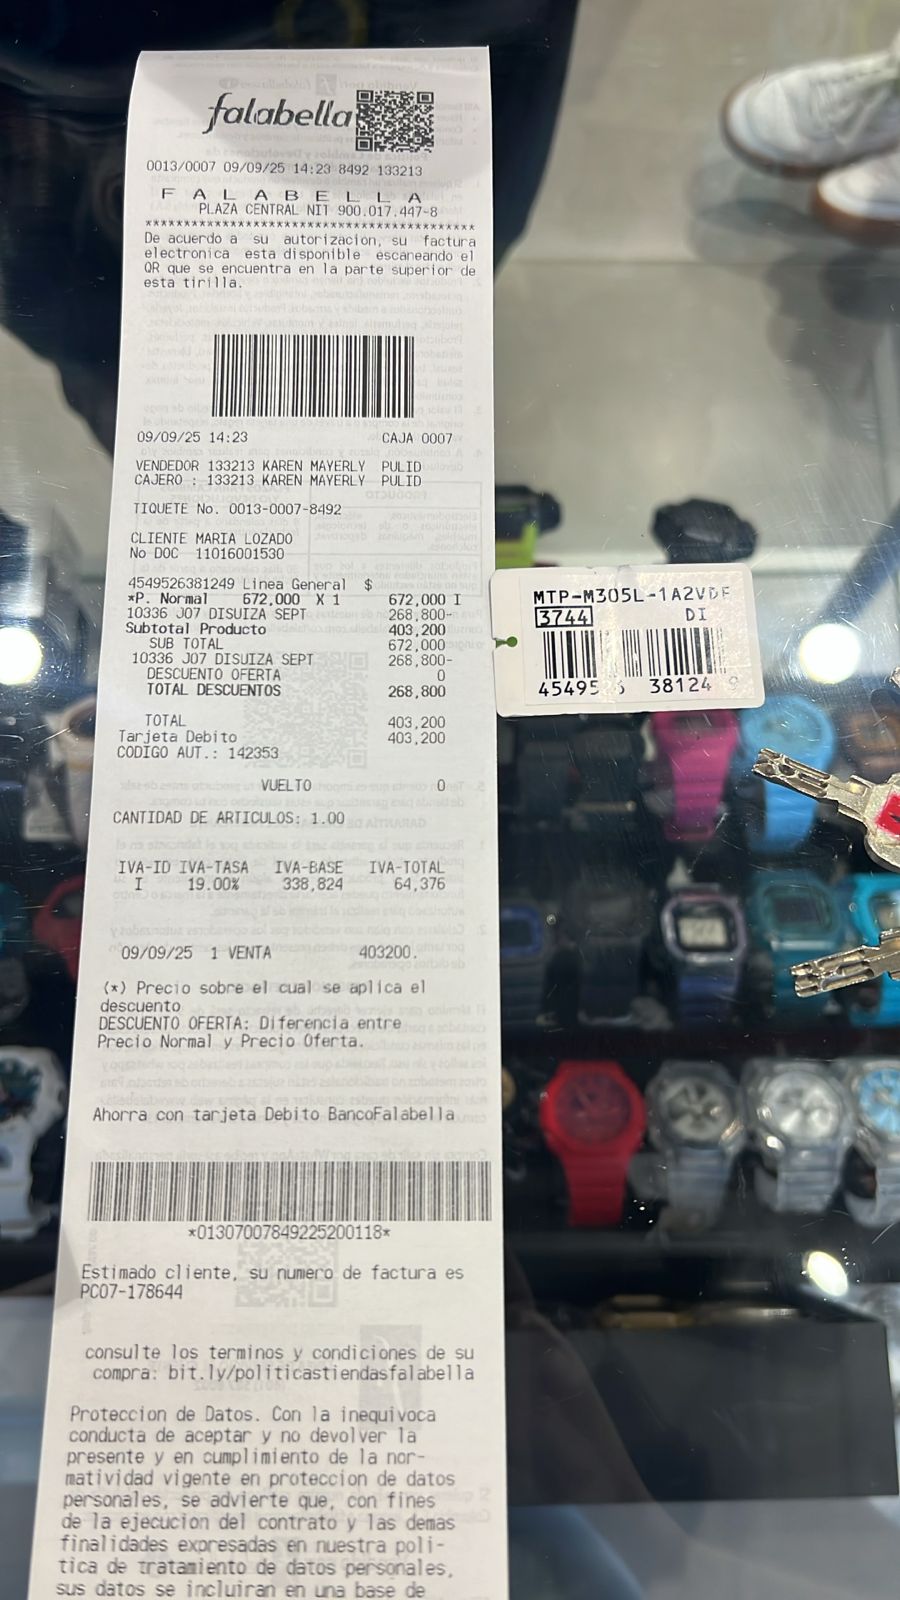 falabella
0013/0007 09/09/25 14:23 8492 133213
F A L A B E L L A
PLAZA CENTRAL NIT 900.017.447-8
*****************************************
De acuerdo a su autorizacion, su factura
electronica esta disponible escaneando el
QR que se encuentra en la parte superior de
esta tirilla.
09/09/25 14:23 CAJA 0007
VENDEDOR 133213 KAREN MAYERLY PULID
CAJERO : 133213 KAREN MAYERLY PULID
TIQUETE No. 0013-0007-8492
CLIENTE MARIA LOZADO
No DOC 11016001530
4549526381249 Linea General $
*P. Normal 672,000 X 1 672,000 I
10336 J07 DISUIZA SEPT 268,800-
Subtotal Producto 403,200
SUB TOTAL 672,000
10336 J07 DISUIZA SEPT 268,800-
DESCUENTO OFERTA 0
TOTAL DESCUENTOS 268,800
TOTAL 403,200
Tarjeta Debito 403,200
CODIGO AUT.: 142353
VUELTO 0
CANTIDAD DE ARTICULOS: 1.00
IVA-ID IVA-TASA IVA-BASE IVA-TOTAL
I 19.00% 338,824 64,376
09/09/25 1 VENTA 403200.
(*) Precio sobre el cual se aplica el
descuento
DESCUENTO OFERTA: Diferencia entre
Precio Normal y Precio Oferta.
Ahorra con tarjeta Debito BancoFalabella
*01307007849225200118*
Estimado cliente, su numero de factura es
PC07-178644
consulte los terminos y condiciones de su
compra: bit.ly/politicastiendasfalabella
Proteccion de Datos. Con la inequivoca
conducta de aceptar y no devolver la
presente y en cumplimiento de la nor-
matividad vigente en proteccion de datos
personales, se advierte que, con fines
de la ejecucion del contrato y las demas
finalidades expresadas en nuestra poli-
tica de tratamiento de datos personales,
sus datos se incluiran en una base de
MTP-M305L-1A2VDF
3744 DI
38124